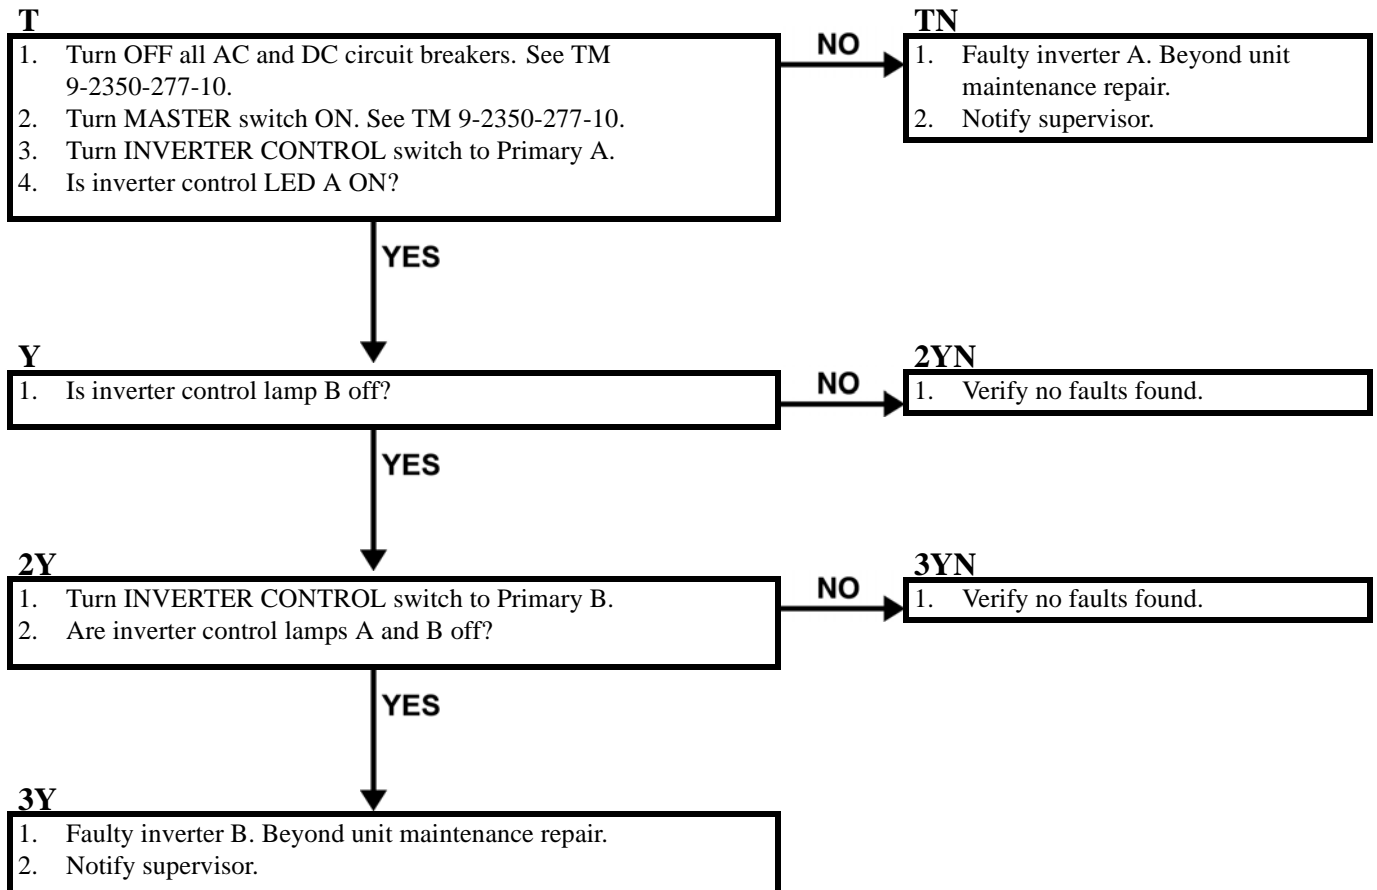 T
1. Turn OFF all AC and DC circuit breakers. See TM
9-2350-277-10.
2. Turn MASTER switch ON. See TM 9-2350-277-10.
3. Turn INVERTER CONTROL switch to Primary A.
4. Is inverter control LED A ON?
NO
TN
1. Faulty inverter A. Beyond unit
maintenance repair.
2. Notify supervisor.
YES
Y
1. Is inverter control lamp B off?
NO
2YN
1. Verify no faults found.
YES
2Y
1. Turn INVERTER CONTROL switch to Primary B.
2. Are inverter control lamps A and B off?
NO
3YN
1. Verify no faults found.
YES
3Y
1. Faulty inverter B. Beyond unit maintenance repair.
2. Notify supervisor.